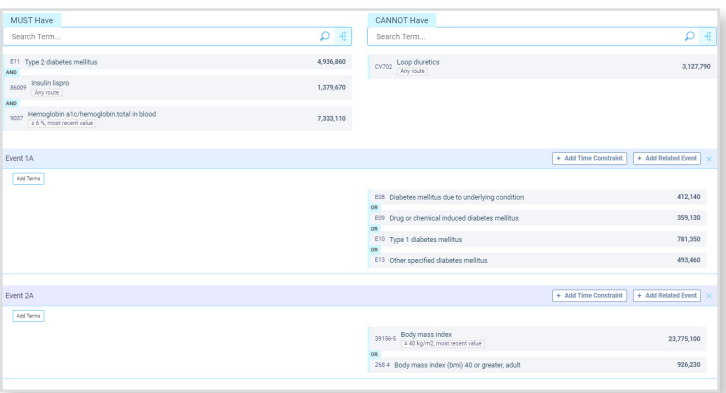 MUST Have
Search Term...
E11 Type 2 diabetes mellitus 4,936,860
AND
86009 Insulin lispro 1,379,670
Any route
AND
9037 Hemoglobin a1c/hemoglobin.total in blood 7,333,110
≥ 6 %, most recent value
CANNOT Have
Search Term...
CV702 Loop diuretics 3,127,790
Any route
Event 1A + Add Time Constraint + Add Related Event ×
Add Terms
E08 Diabetes mellitus due to underlying condition 412,140
OR
E09 Drug or chemical induced diabetes mellitus 359,130
OR
E10 Type 1 diabetes mellitus 781,350
OR
E13 Other specified diabetes mellitus 493,460
Event 2A + Add Time Constraint + Add Related Event ×
Add Terms
39156-5 Body mass index 23,775,100
≥ 40 kg/m2, most recent value
OR
Z68.4 Body mass index (bmi) 40 or greater, adult 926,230